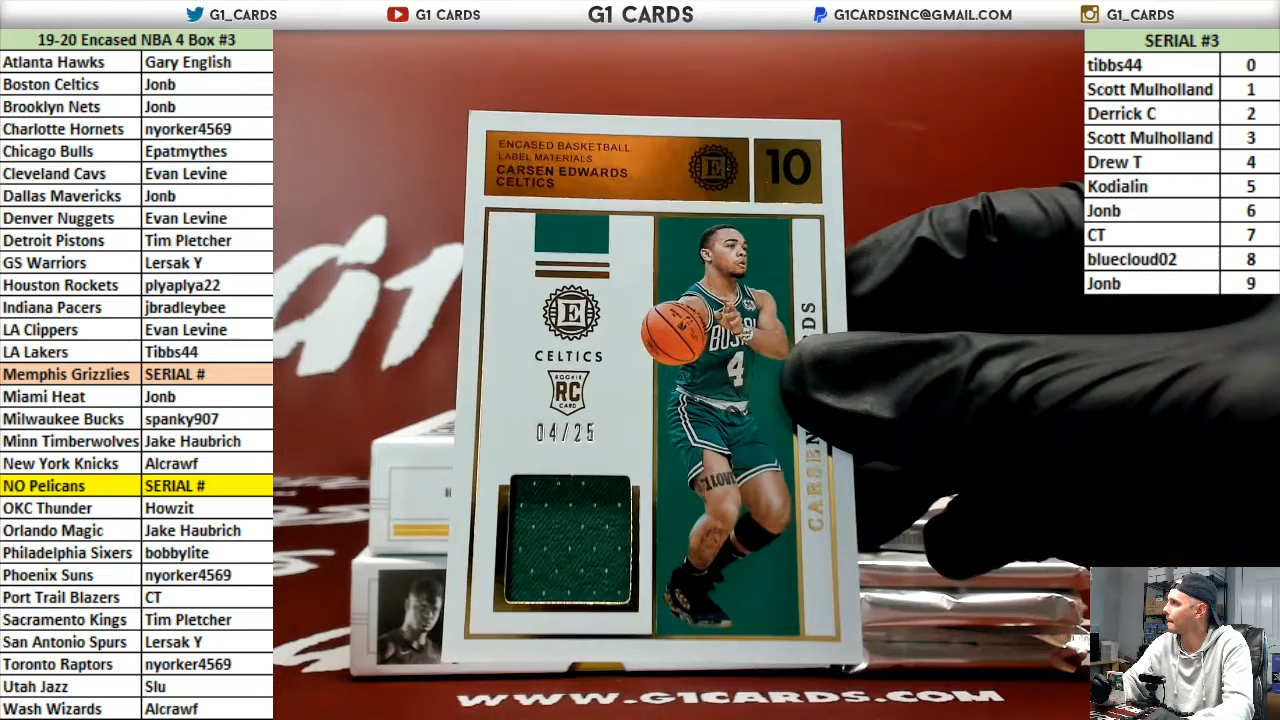 G1_CARDS
G1 CARDS
G1 CARDS
G1CARDSINC@GMAIL.COM
G1_CARDS
19-20 Encased NBA 4 Box #3
Atlanta Hawks Gary English
Boston Celtics Jonb
Brooklyn Nets Jonb
Charlotte Hornets nyorker4569
Chicago Bulls Epatmythes
Cleveland Cavs Evan Levine
Dallas Mavericks Jonb
Denver Nuggets Evan Levine
Detroit Pistons Tim Pletcher
GS Warriors Lersak Y
Houston Rockets plyaplya22
Indiana Pacers jbradleybee
LA Clippers Evan Levine
LA Lakers Tibbs44
Memphis Grizzlies SERIAL #
Miami Heat Jonb
Milwaukee Bucks spanky907
Minn Timberwolves Jake Haubrich
New York Knicks Alcrawf
NO Pelicans SERIAL #
OKC Thunder Howzit
Orlando Magic Jake Haubrich
Philadelphia Sixers bobbylite
Phoenix Suns nyorker4569
Port Trail Blazers CT
Sacramento Kings Tim Pletcher
San Antonio Spurs Lersak Y
Toronto Raptors nyorker4569
Utah Jazz Slu
Wash Wizards Alcrawf
ENCASED BASKETBALL
LABEL MATERIALS
CARSEN EDWARDS
CELTICS
E
10
E
CELTICS
ROOKIE
RC
CARD
04/25
4
CARSEN
WWW.G1CARDS.COM
SERIAL #3
tibbs44 0
Scott Mulholland 1
Derrick C 2
Scott Mulholland 3
Drew T 4
Kodialin 5
Jonb 6
CT 7
bluecloud02 8
Jonb 9